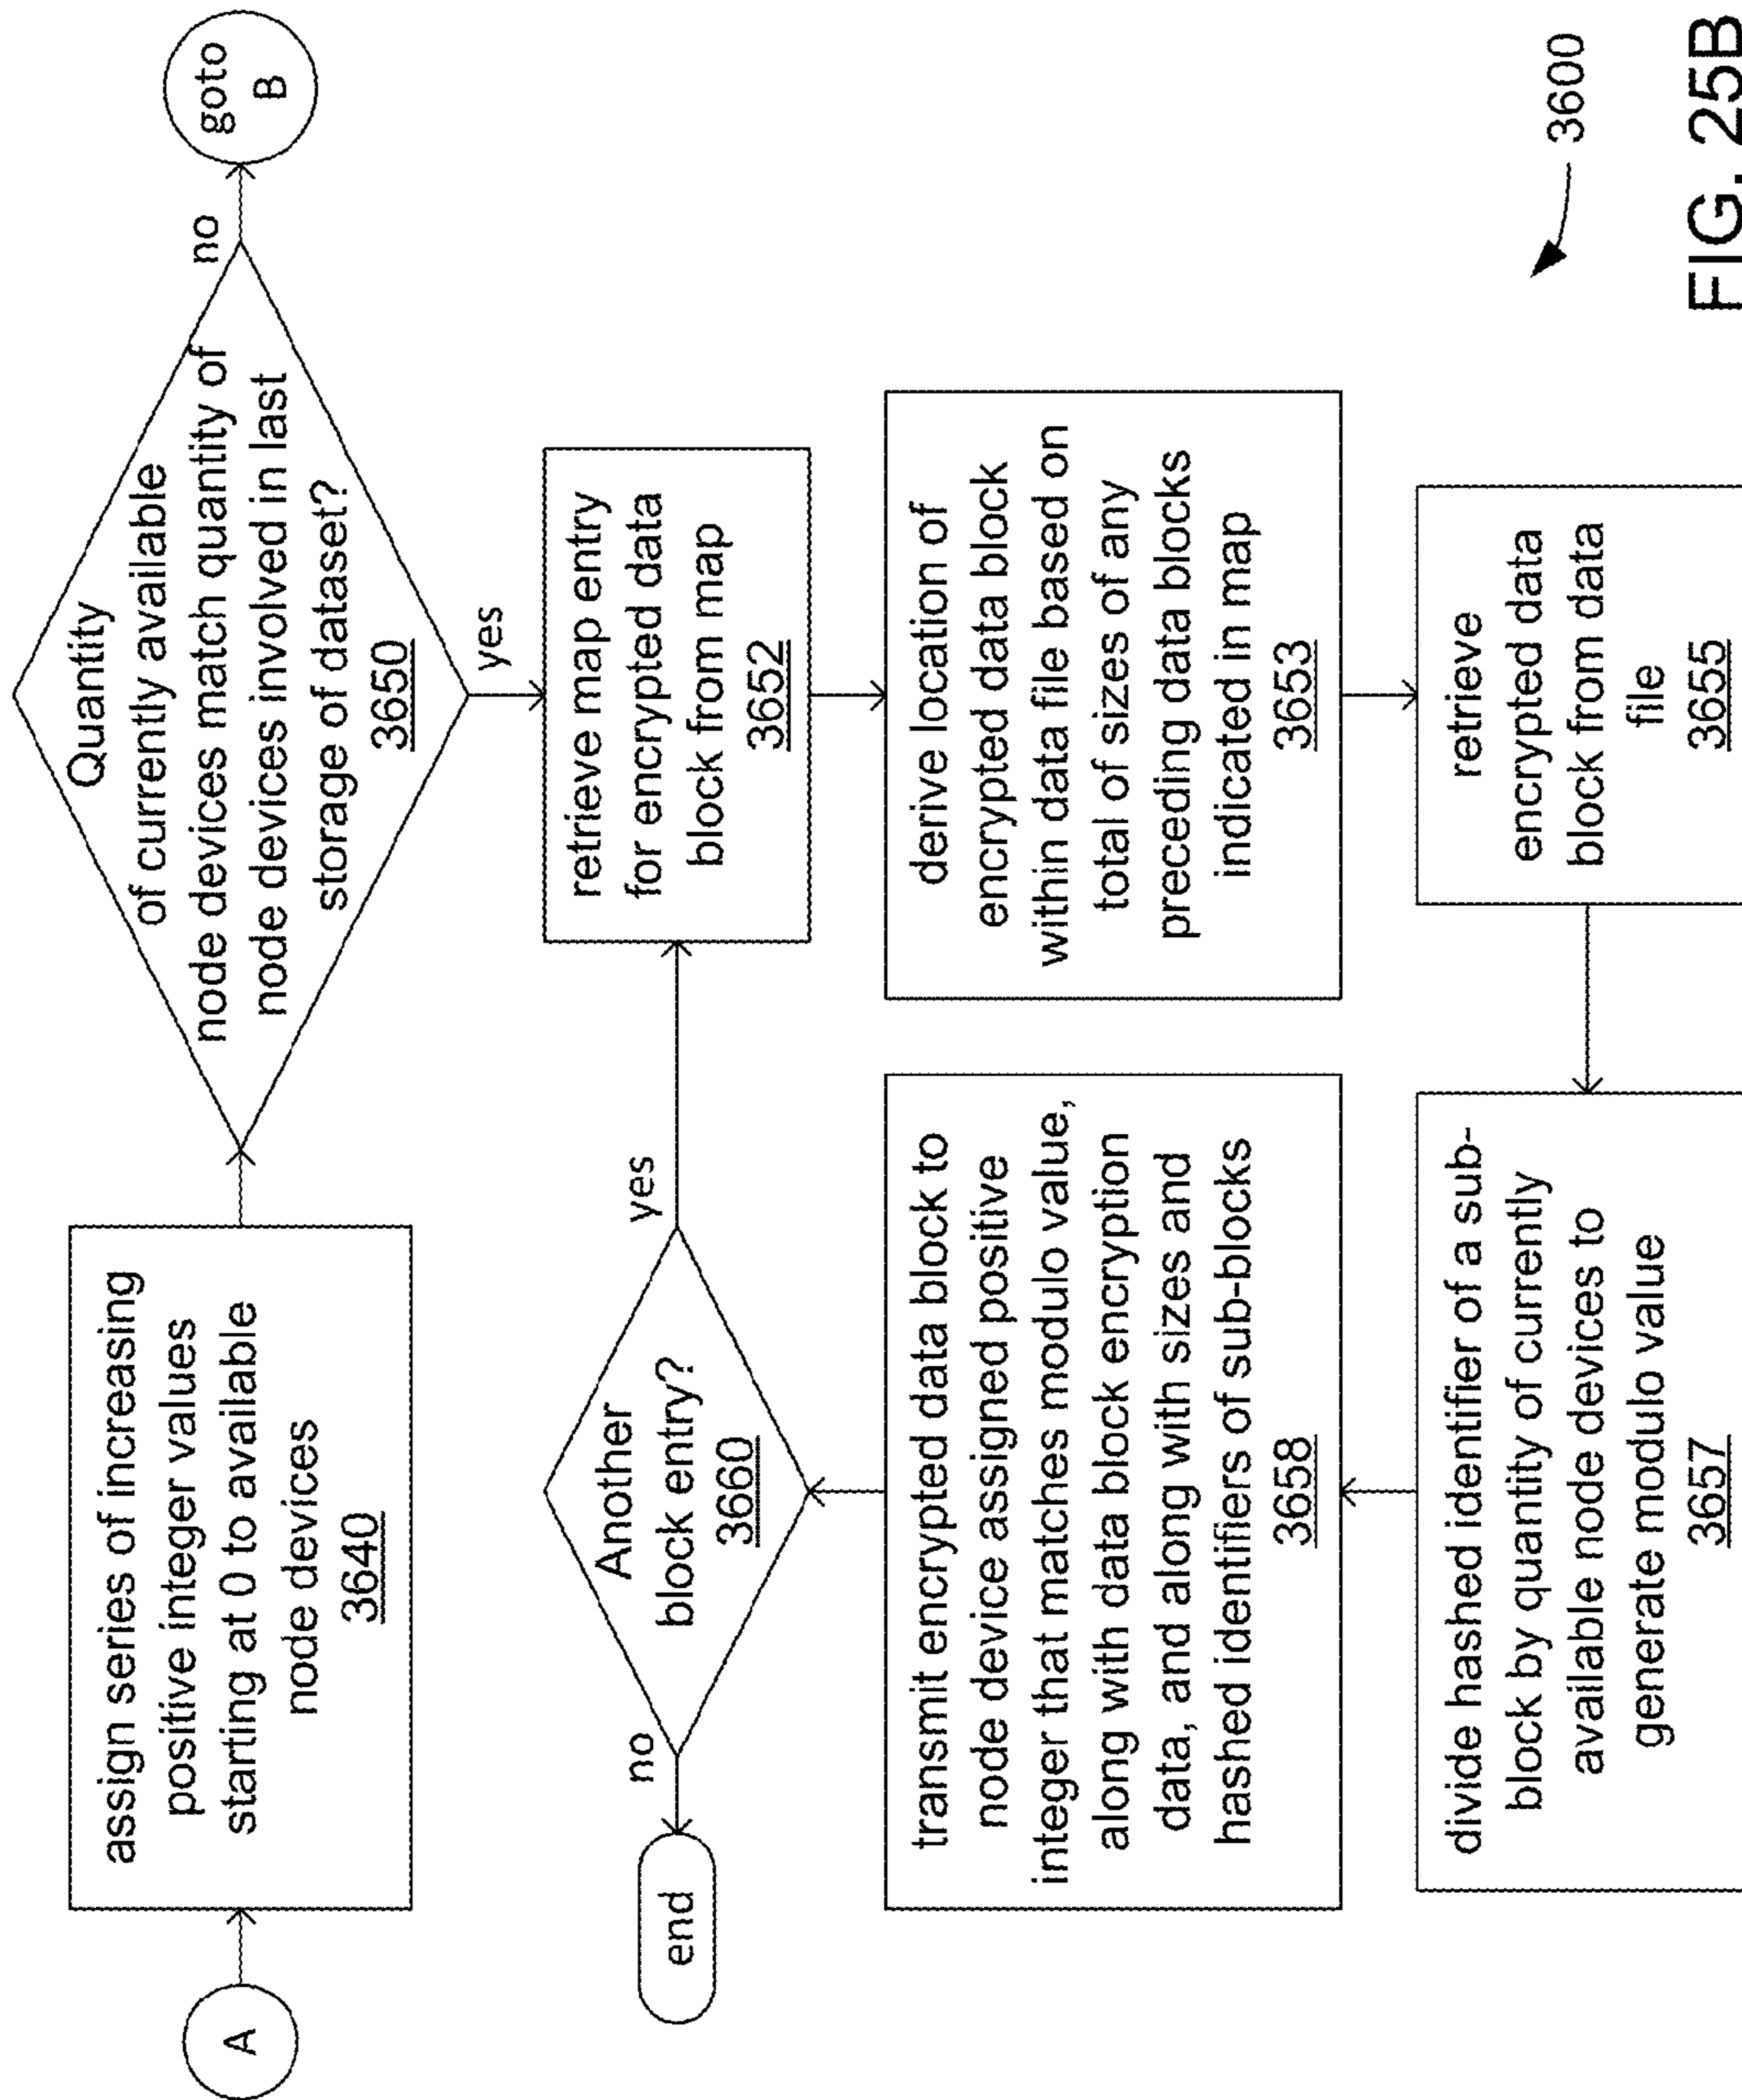 A
assign series of increasing
positive integer values
starting at 0 to available
node devices
3640
Quantity
of currently available
node devices match quantity of
node devices involved in last
storage of dataset?
3650
no
goto
B
yes
retrieve map entry
for encrypted data
block from map
3652
derive location of
encrypted data block
within data file based on
total of sizes of any
preceding data blocks
indicated in map
3653
retrieve
encrypted data
block from data
file
3655
divide hashed identifier of a sub-
block by quantity of currently
available node devices to
generate modulo value
3657
transmit encrypted data block to
node device assigned positive
integer that matches modulo value,
along with data block encryption
data, and along with sizes and
hashed identifiers of sub-blocks
3658
Another
block entry?
3660
yes
no
end
3600
FIG. 25B